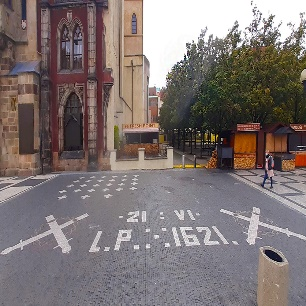 · 21 · VI ·
L.P. : · : 1621 ·